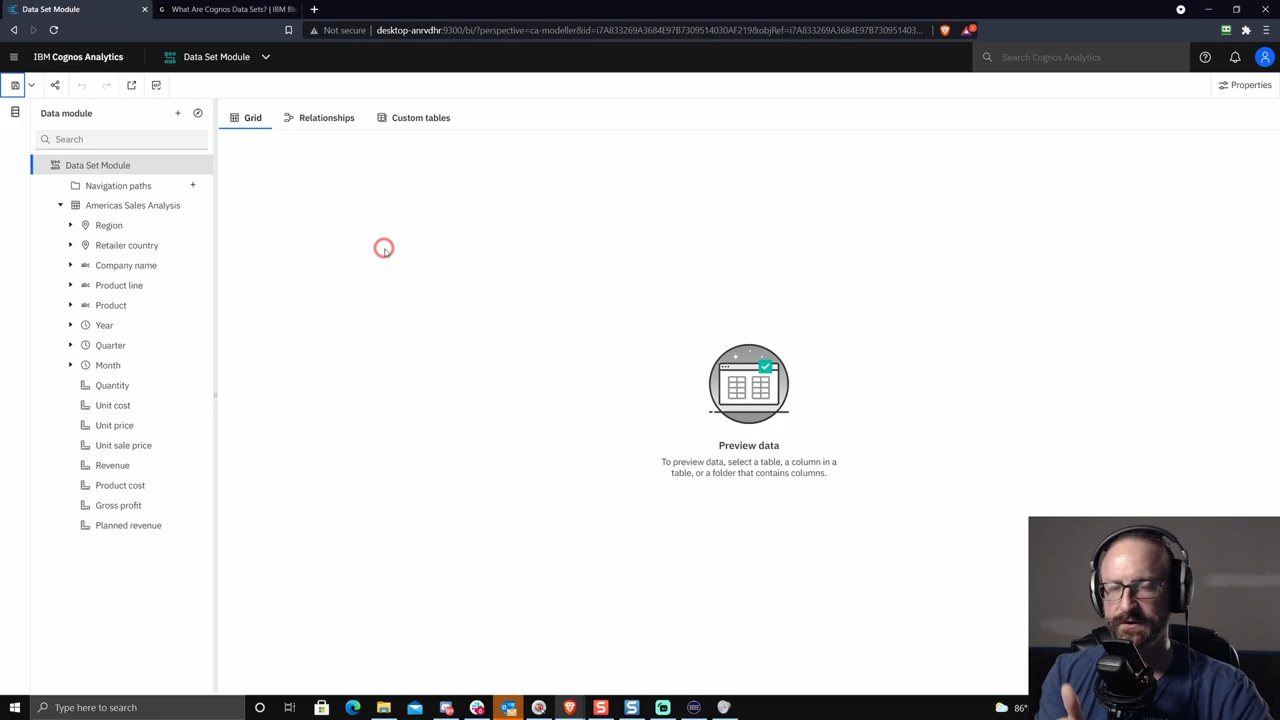 Data Set Module
What Are Cognos Data Sets? | IBM Bl
Not secure desktop-anrvdhr:9300/bi/?perspective=ca-modeller&id=i7A833269A3684E97B7309514030AF219&objRef=i7A833269A3684E97B730951403...
IBM Cognos Analytics
Data Set Module
Search Cognos Analytics
Properties
Data module
Grid
Relationships
Custom tables
Search
Data Set Module
Navigation paths
Americas Sales Analysis
Region
Retailer country
abc Company name
abc Product line
abc Product
Year
Quarter
Month
Quantity
Unit cost
Unit price
Unit sale price
Revenue
Product cost
Gross profit
Planned revenue
Preview data
To preview data, select a table, a column in a
table, or a folder that contains columns.
Type here to search
86°